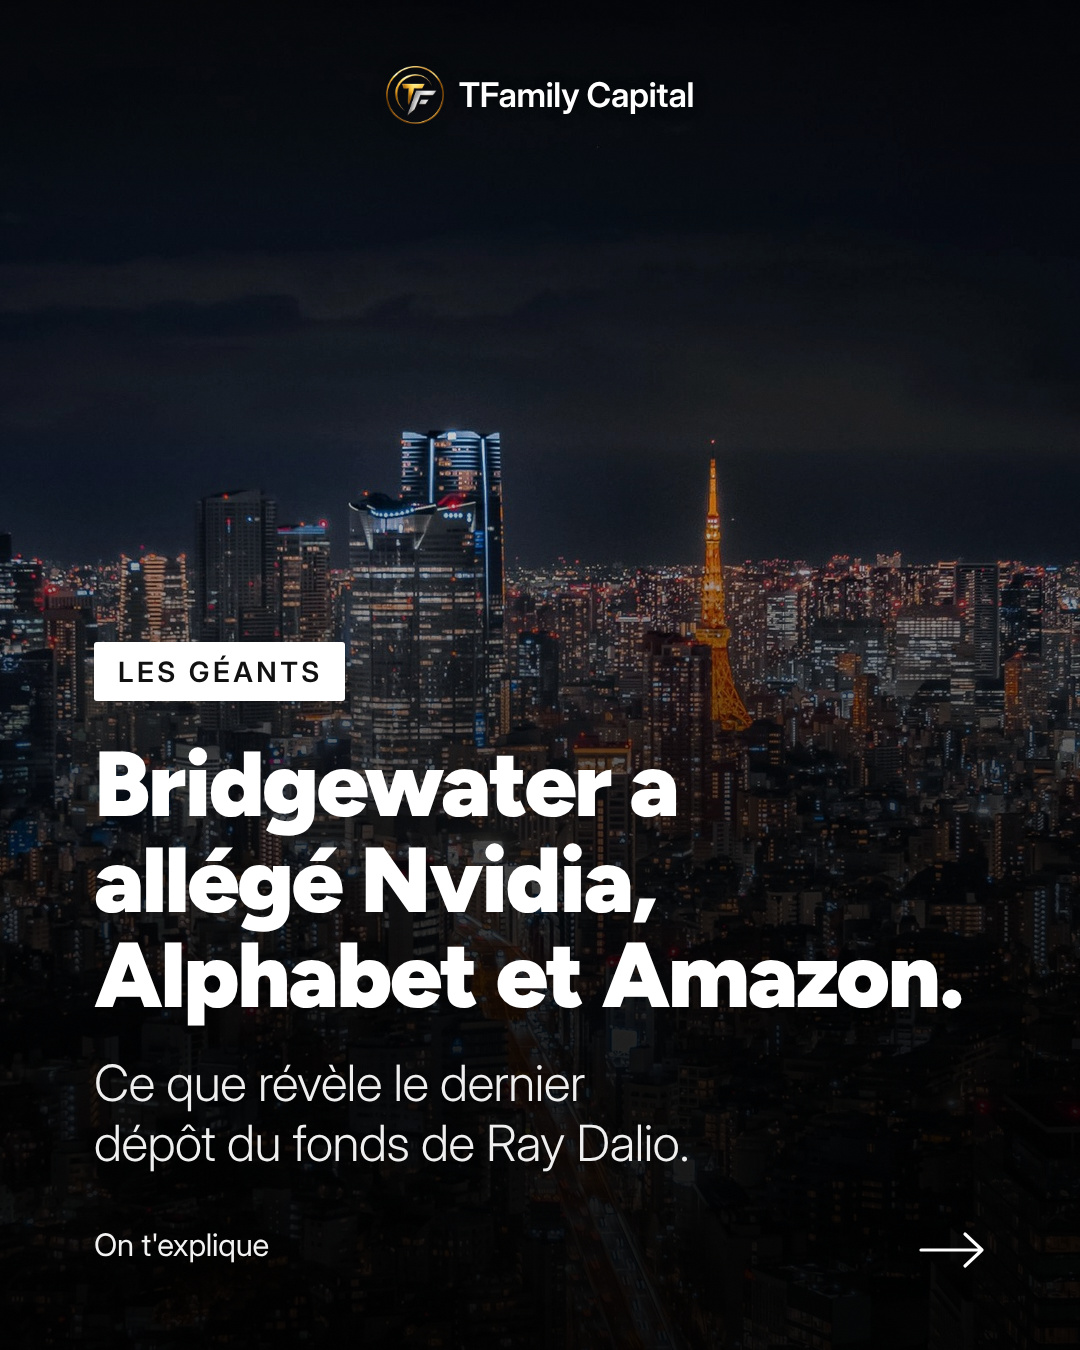 TFamily Capital
LES GÉANTS
Bridgewater a
allégé Nvidia,
Alphabet et Amazon.
Ce que révèle le dernier
dépôt du fonds de Ray Dalio.
On t'explique